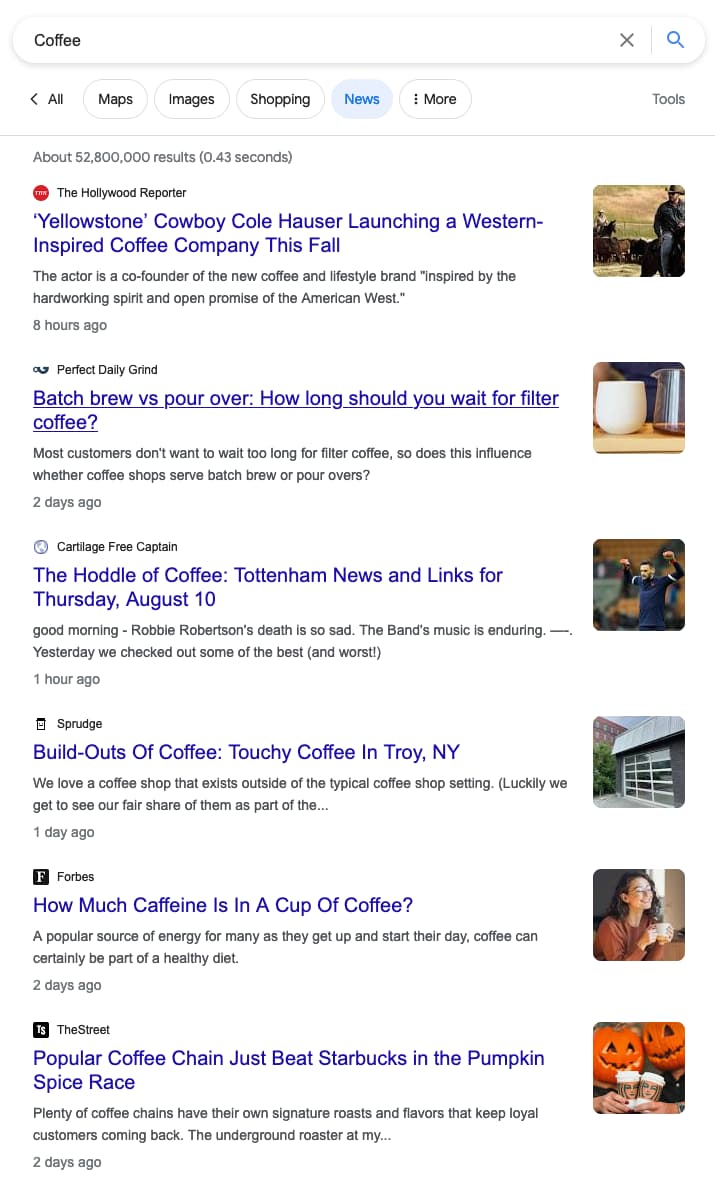 Coffee
All
Maps
Images
Shopping
News
More
Tools
About 52,800,000 results (0.43 seconds)
THR
The Hollywood Reporter
‘Yellowstone’ Cowboy Cole Hauser Launching a Western-
Inspired Coffee Company This Fall
The actor is a co-founder of the new coffee and lifestyle brand "inspired by the
hardworking spirit and open promise of the American West."
8 hours ago
Perfect Daily Grind
Batch brew vs pour over: How long should you wait for filter
coffee?
Most customers don't want to wait too long for filter coffee, so does this influence
whether coffee shops serve batch brew or pour overs?
2 days ago
Cartilage Free Captain
The Hoddle of Coffee: Tottenham News and Links for
Thursday, August 10
good morning - Robbie Robertson's death is so sad. The Band's music is enduring. —-.
Yesterday we checked out some of the best (and worst!)
1 hour ago
Sprudge
Build-Outs Of Coffee: Touchy Coffee In Troy, NY
We love a coffee shop that exists outside of the typical coffee shop setting. (Luckily we
get to see our fair share of them as part of the...
1 day ago
F
Forbes
How Much Caffeine Is In A Cup Of Coffee?
A popular source of energy for many as they get up and start their day, coffee can
certainly be part of a healthy diet.
2 days ago
TS
TheStreet
Popular Coffee Chain Just Beat Starbucks in the Pumpkin
Spice Race
Plenty of coffee chains have their own signature roasts and flavors that keep loyal
customers coming back. The underground roaster at my...
2 days ago